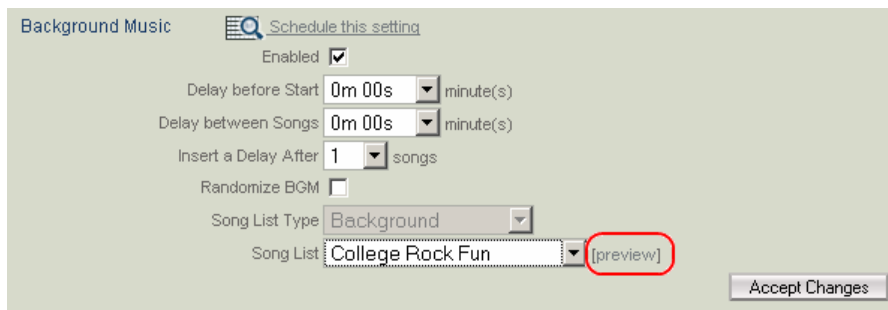 Background Music Schedule this setting
Enabled
Delay before Start 0m 00s minute(s)
Delay between Songs 0m 00s minute(s)
Insert a Delay After 1 songs
Randomize BGM
Song List Type Background
Song List College Rock Fun [preview]
Accept Changes